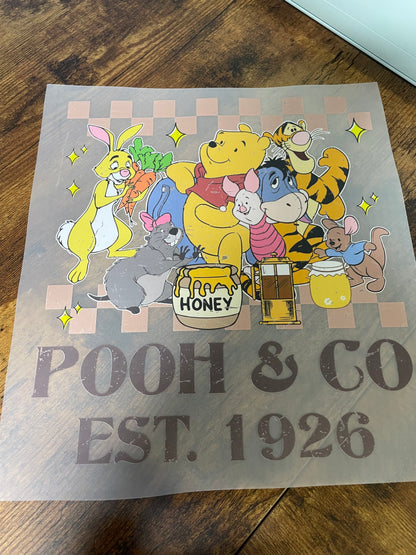 HONEY
POOH & CO
EST. 1926